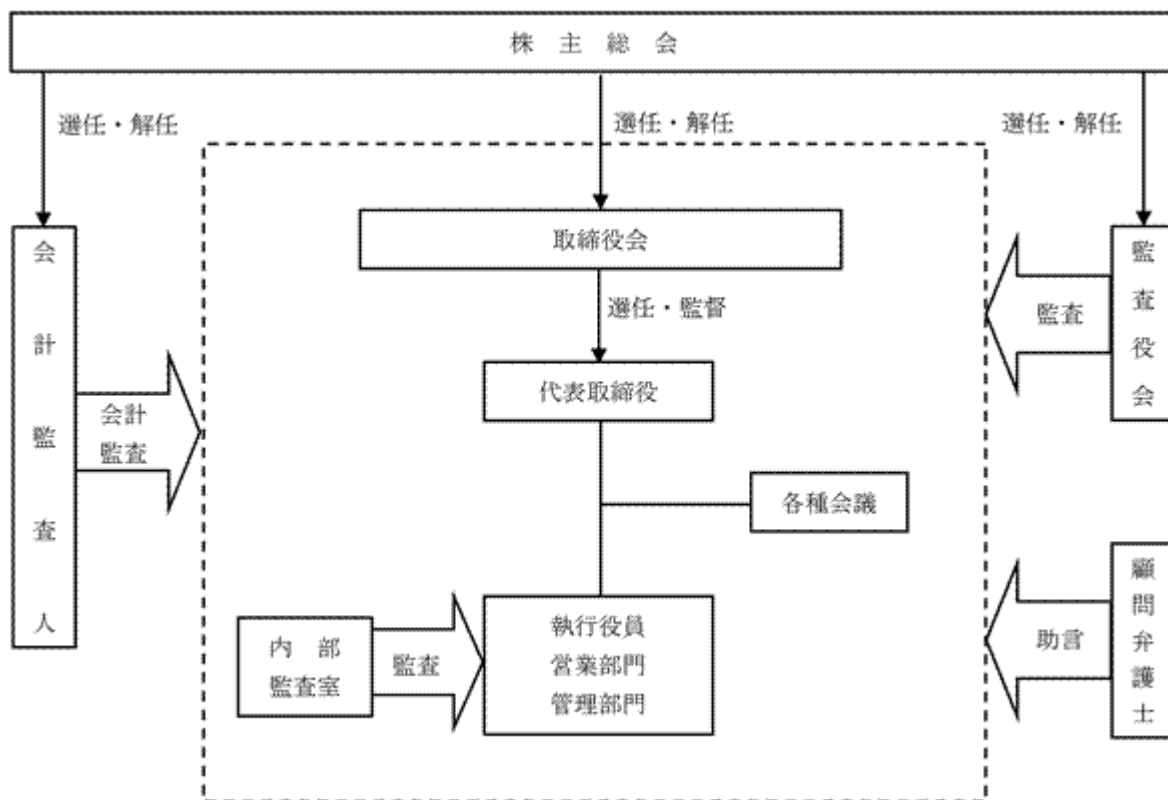 株主総会
選任・解任
選任・解任
選任・解任
取締役会
選任・監督
代表取締役
会計監査人
会計
監査
監査役会
監査
各種会議
執行役員
営業部門
管理部門
内部
監査室
監査
顧問弁護士
助言